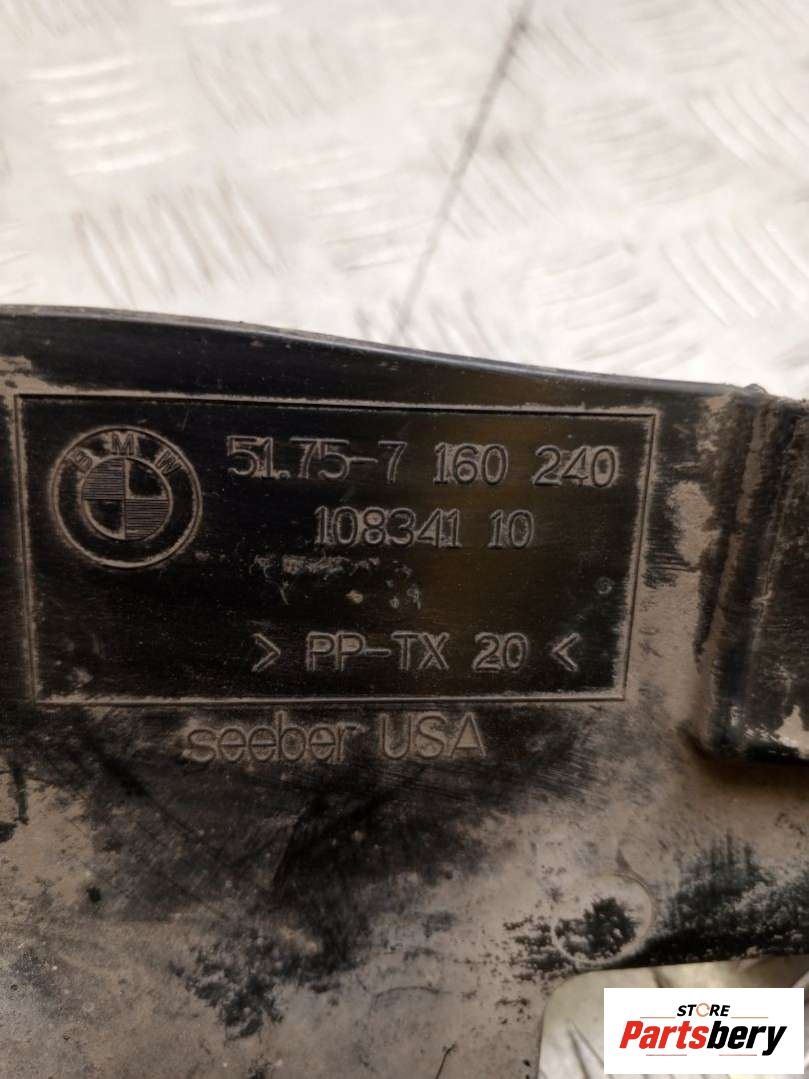 BMW
51.75-7 160 240
108341 10
> PP-TX 20 <
seeber USA
STORE
Partsbery